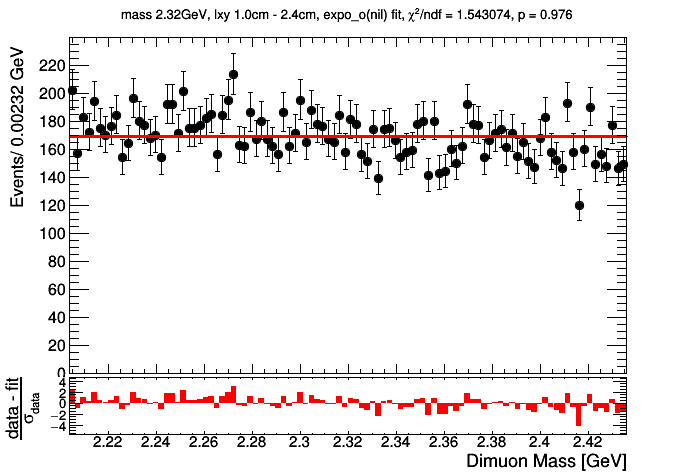 mass 2.32GeV, lxy 1.0cm - 2.4cm, expo_o(nil) fit, χ²/ndf = 1.543074, p = 0.976
Events/ 0.00232 GeV
220
200
180
160
140
120
100
80
60
40
20
0
data - fit
σdata
4
2
0
−2
−4
2.22 2.24 2.26 2.28 2.3 2.32 2.34 2.36 2.38 2.4 2.42
Dimuon Mass [GeV]